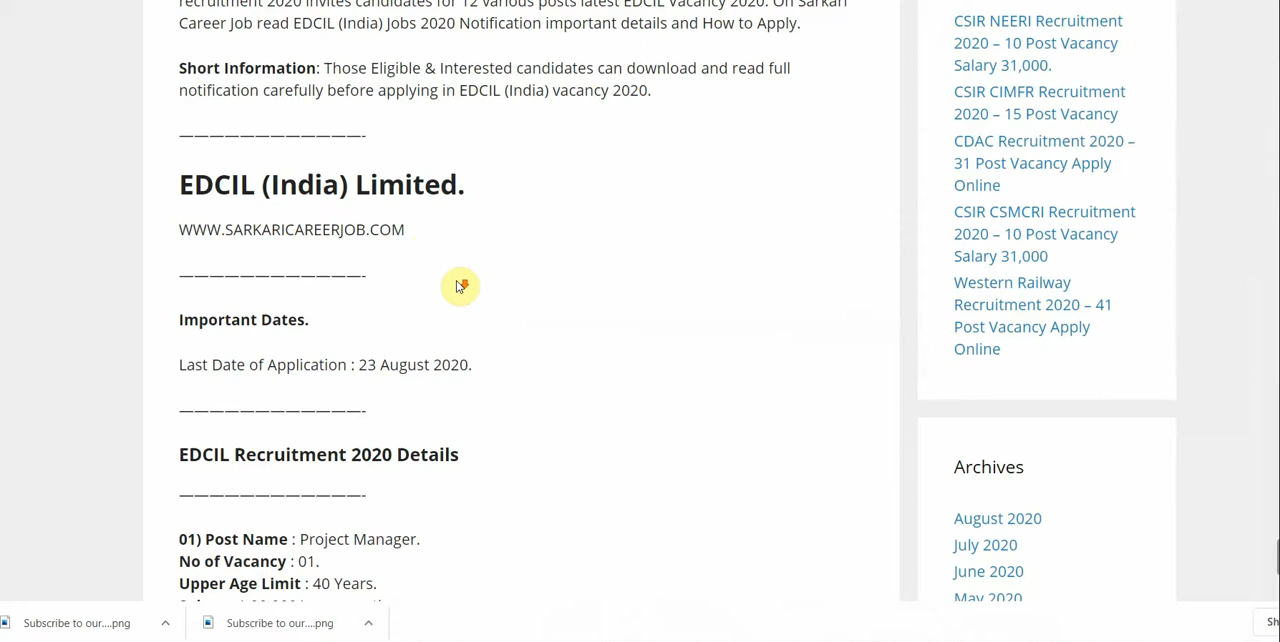 recruitment 2020 invites candidates for 12 various posts latest EDCIL Vacancy 2020. On Sarkari
Career Job read EDCIL (India) Jobs 2020 Notification important details and How to Apply.
Short Information: Those Eligible & Interested candidates can download and read full
notification carefully before applying in EDCIL (India) vacancy 2020.
————————————-
EDCIL (India) Limited.
WWW.SARKARICAREERJOB.COM
————————————-
Important Dates.
Last Date of Application : 23 August 2020.
————————————-
EDCIL Recruitment 2020 Details
————————————-
01) Post Name : Project Manager.
No of Vacancy : 01.
Upper Age Limit : 40 Years.
CSIR NEERI Recruitment
2020 – 10 Post Vacancy
Salary 31,000.
CSIR CIMFR Recruitment
2020 – 15 Post Vacancy
CDAC Recruitment 2020 –
31 Post Vacancy Apply
Online
CSIR CSMCRI Recruitment
2020 – 10 Post Vacancy
Salary 31,000
Western Railway
Recruitment 2020 – 41
Post Vacancy Apply
Online
Archives
August 2020
July 2020
June 2020
May 2020
Subscribe to our....png
Subscribe to our....png
Sh